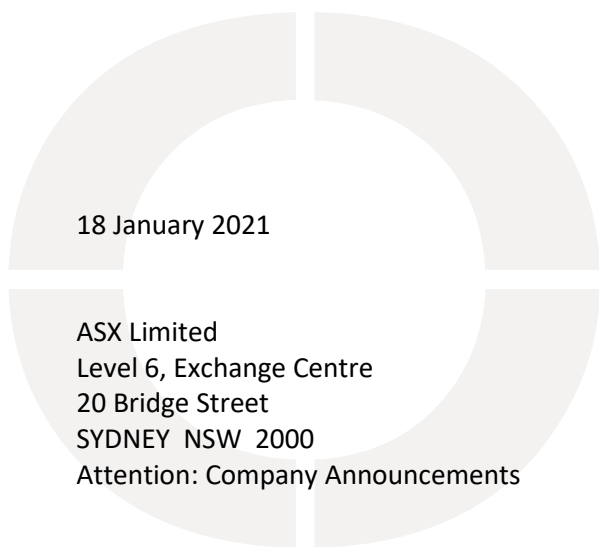 18 January 2021
ASX Limited
Level 6, Exchange Centre
20 Bridge Street
SYDNEY  NSW  2000
Attention: Company Announcements